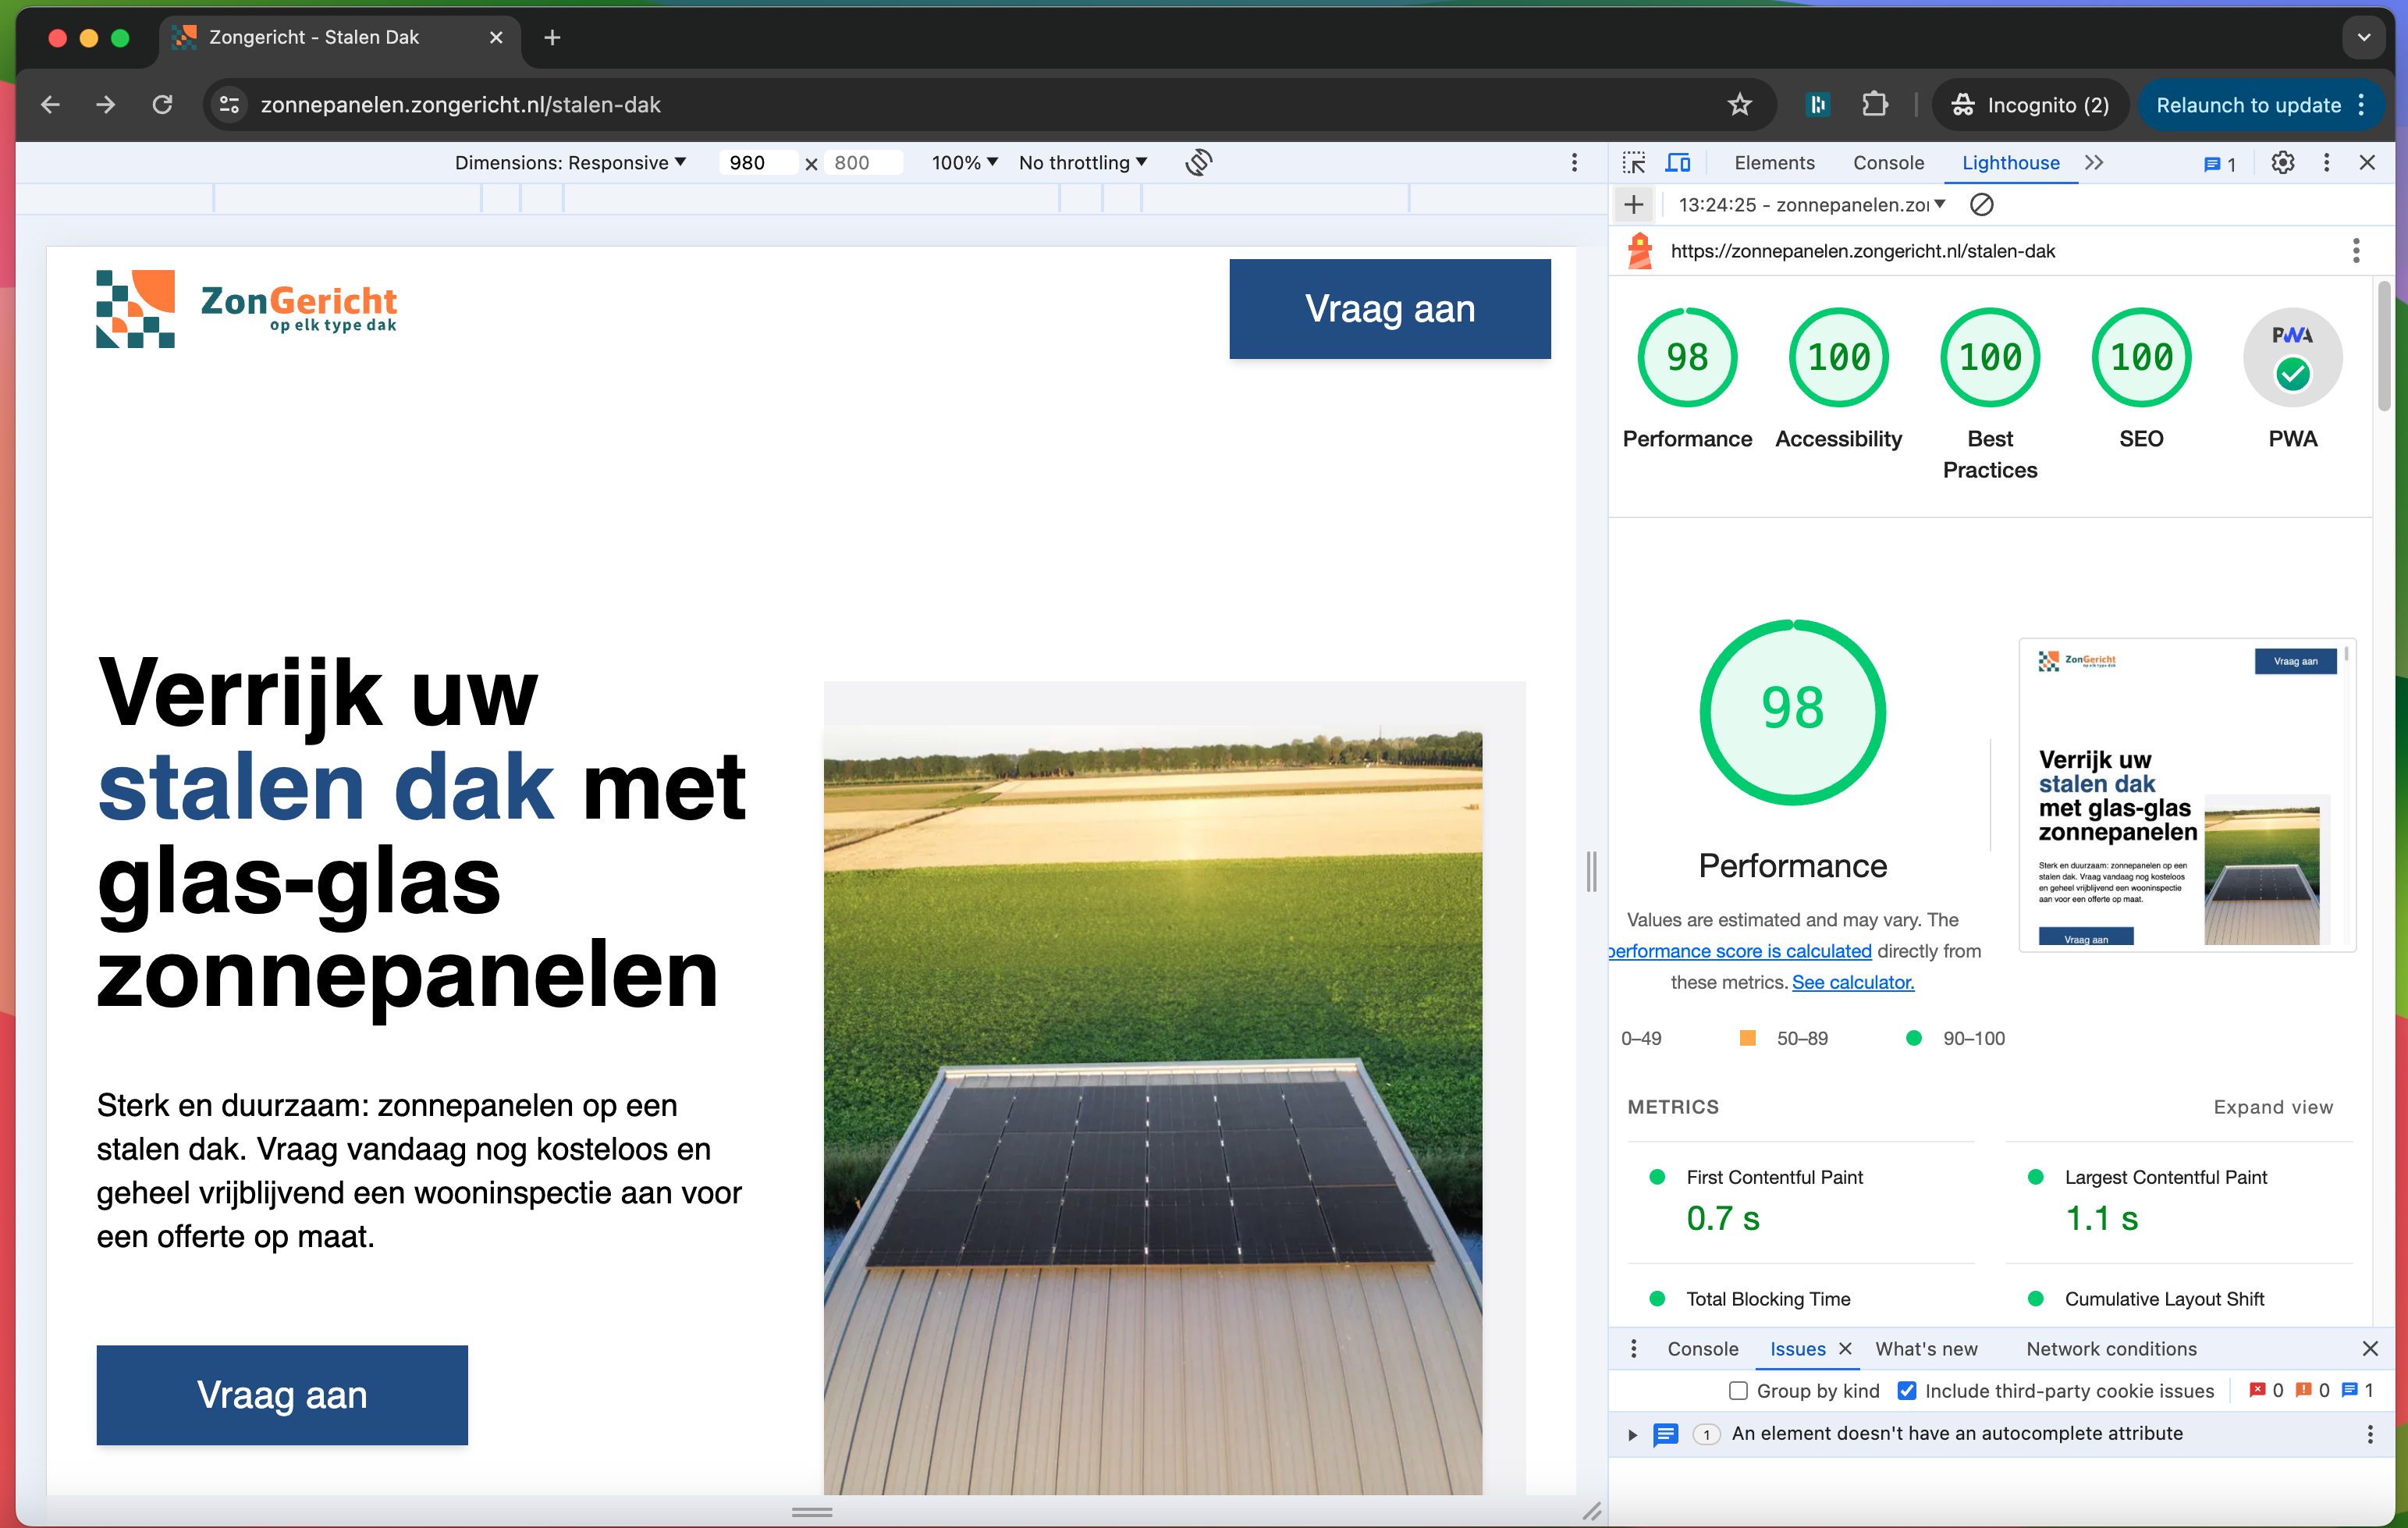 Zongericht - Stalen Dak
zonnepanelen.zongericht.nl/stalen-dak
Incognito (2)
Relaunch to update
Dimensions: Responsive
980 × 800
100%
No throttling
Elements
Console
Lighthouse
1
13:24:25 - zonnepanelen.zo
https://zonnepanelen.zongericht.nl/stalen-dak
ZonGericht
op elk type dak
Vraag aan
Verrijk uw
stalen dak met
glas-glas
zonnepanelen
Sterk en duurzaam: zonnepanelen op een
stalen dak. Vraag vandaag nog kosteloos en
geheel vrijblijvend een wooninspectie aan voor
een offerte op maat.
Vraag aan
98
100
100
100
PWA
Performance
Accessibility
Best
Practices
SEO
PWA
98
Performance
Values are estimated and may vary. The
performance score is calculated directly from
these metrics. See calculator.
0–49
50–89
90–100
ZonGericht
op elk type dak
Vraag aan
Verrijk uw
stalen dak
met glas-glas
zonnepanelen
Sterk en duurzaam: zonnepanelen op een
stalen dak. Vraag vandaag nog kosteloos
en geheel vrijblijvend een wooninspectie
aan voor een offerte op maat.
Vraag aan
METRICS
Expand view
First Contentful Paint
0.7 s
Largest Contentful Paint
1.1 s
Total Blocking Time
Cumulative Layout Shift
Console
Issues
What's new
Network conditions
Group by kind
Include third-party cookie issues
0
0
1
1
An element doesn't have an autocomplete attribute